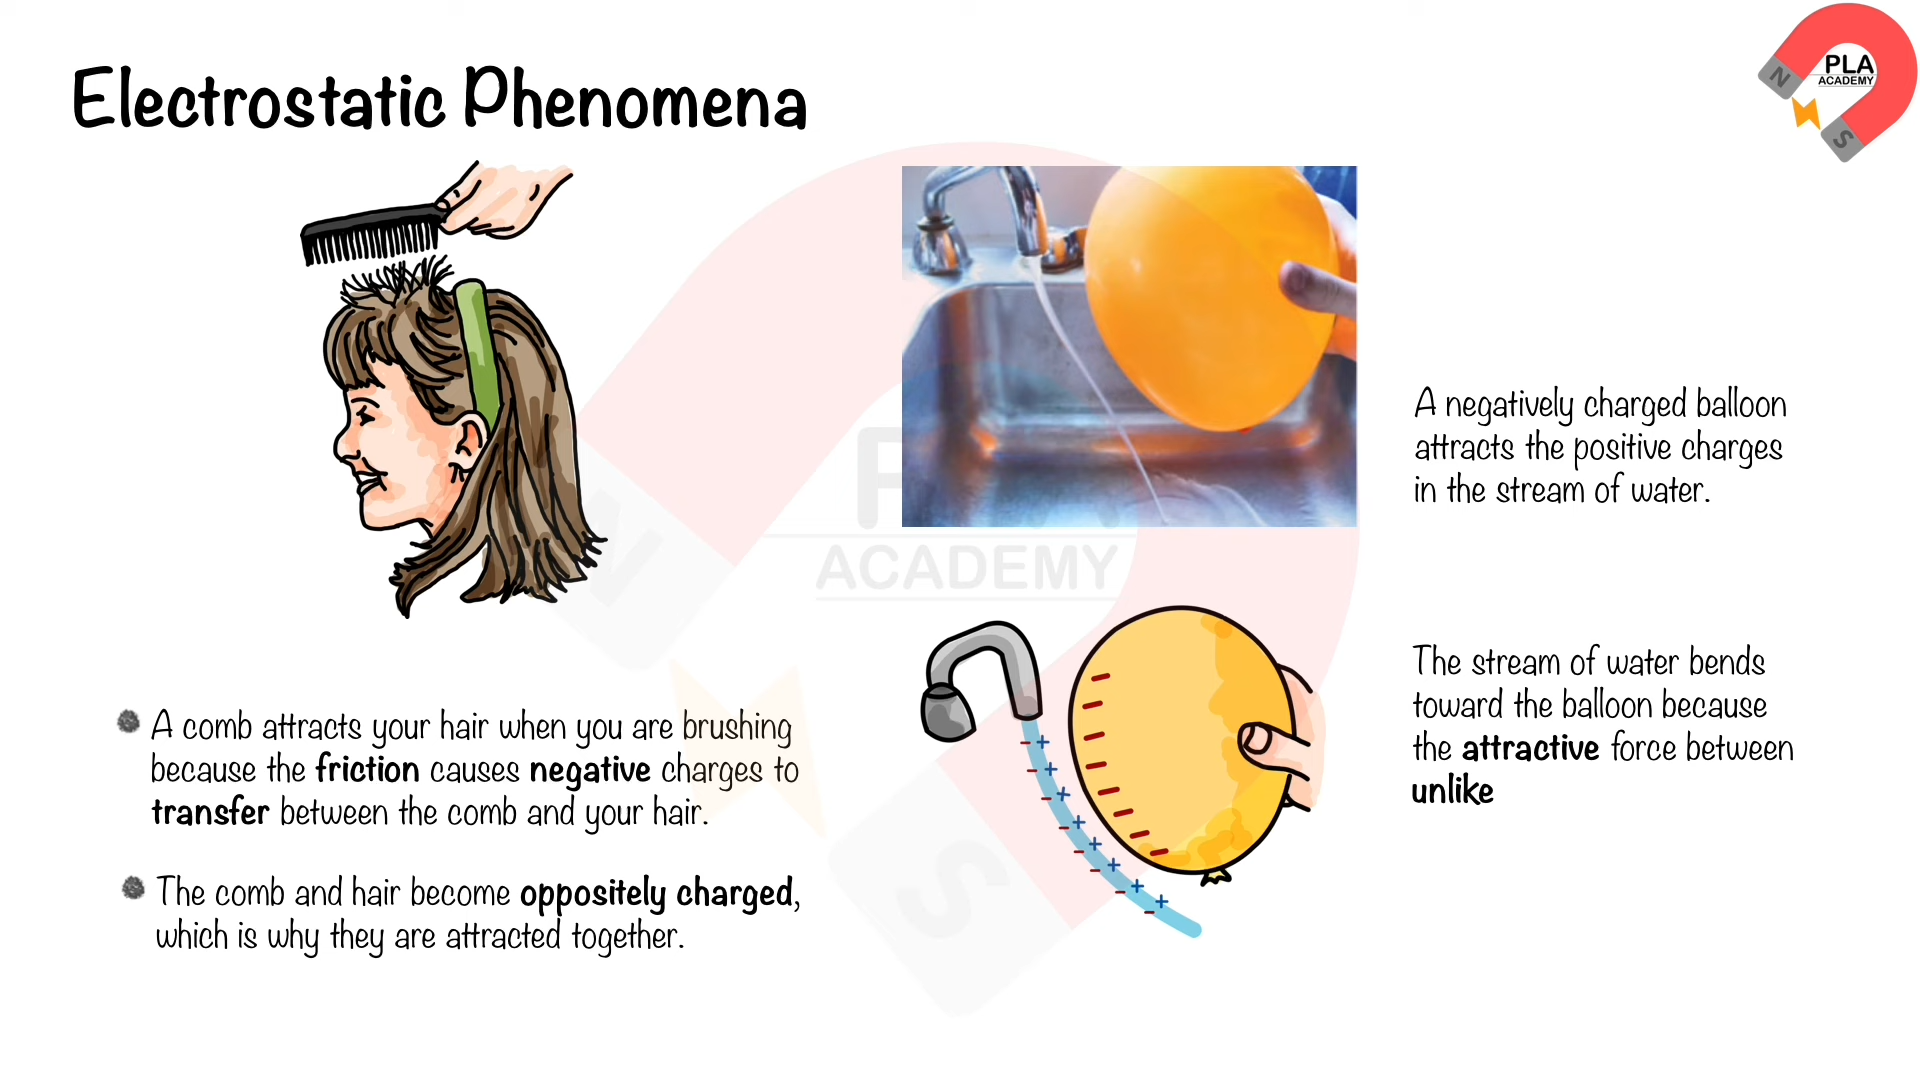 Electrostatic Phenomena
PLA
ACADEMY
N
S
A negatively charged balloon
attracts the positive charges
in the stream of water.
The stream of water bends
toward the balloon because
the attractive force between
unlike
A comb attracts your hair when you are brushing
because the friction causes negative charges to
transfer between the comb and your hair.
The comb and hair become oppositely charged,
which is why they are attracted together.
P
ACADEMY
N
S